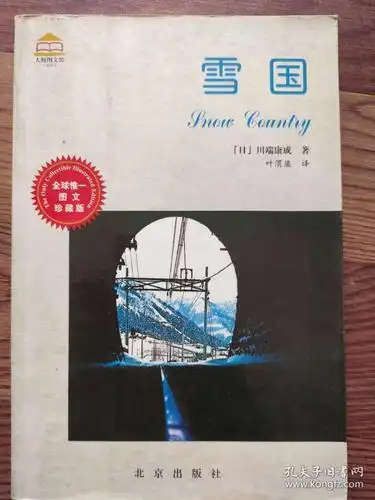 大师图文馆
雪国
Snow Country
「日」川端康成 著
叶渭渠 译
The Only Collectible Illustrated Edition
全球惟一
图文
珍藏版
北京出版社
孔夫子旧书网
www.kongfz.com